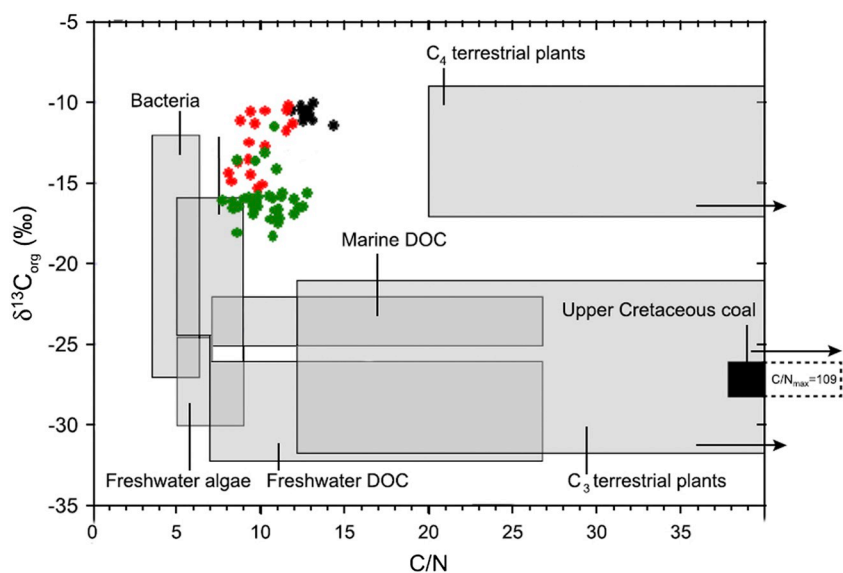 -5
C4 terrestrial plants
-10
Bacteria
-15
δ13Corg (‰)
Marine DOC
-20
Upper Cretaceous coal
-25
C/Nmax=109
-30
Freshwater algae
Freshwater DOC
C3 terrestrial plants
-35
0 5 10 15 20 25 30 35
C/N